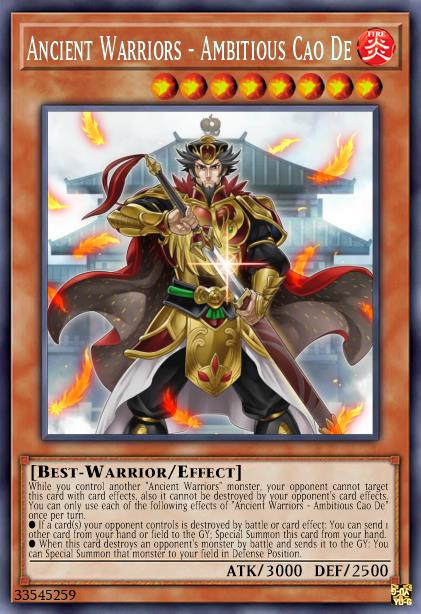 ANCIENT WARRIORS - AMBITIOUS CAO DE
FIRE
炎
[BEST-WARRIOR/EFFECT]
While you control another "Ancient Warriors" monster, your opponent cannot target
this card with card effects, also it cannot be destroyed by your opponent's card effects.
You can only use each of the following effects of "Ancient Warriors - Ambitious Cao De"
once per turn.
● If a card(s) your opponent controls is destroyed by battle or card effect: You can send 1
other card from your hand or field to the GY; Special Summon this card from your hand.
● When this card destroys an opponent's monster by battle and sends it to the GY: You
can Special Summon that monster to your field in Defense Position.
ATK/3000 DEF/2500
33545259